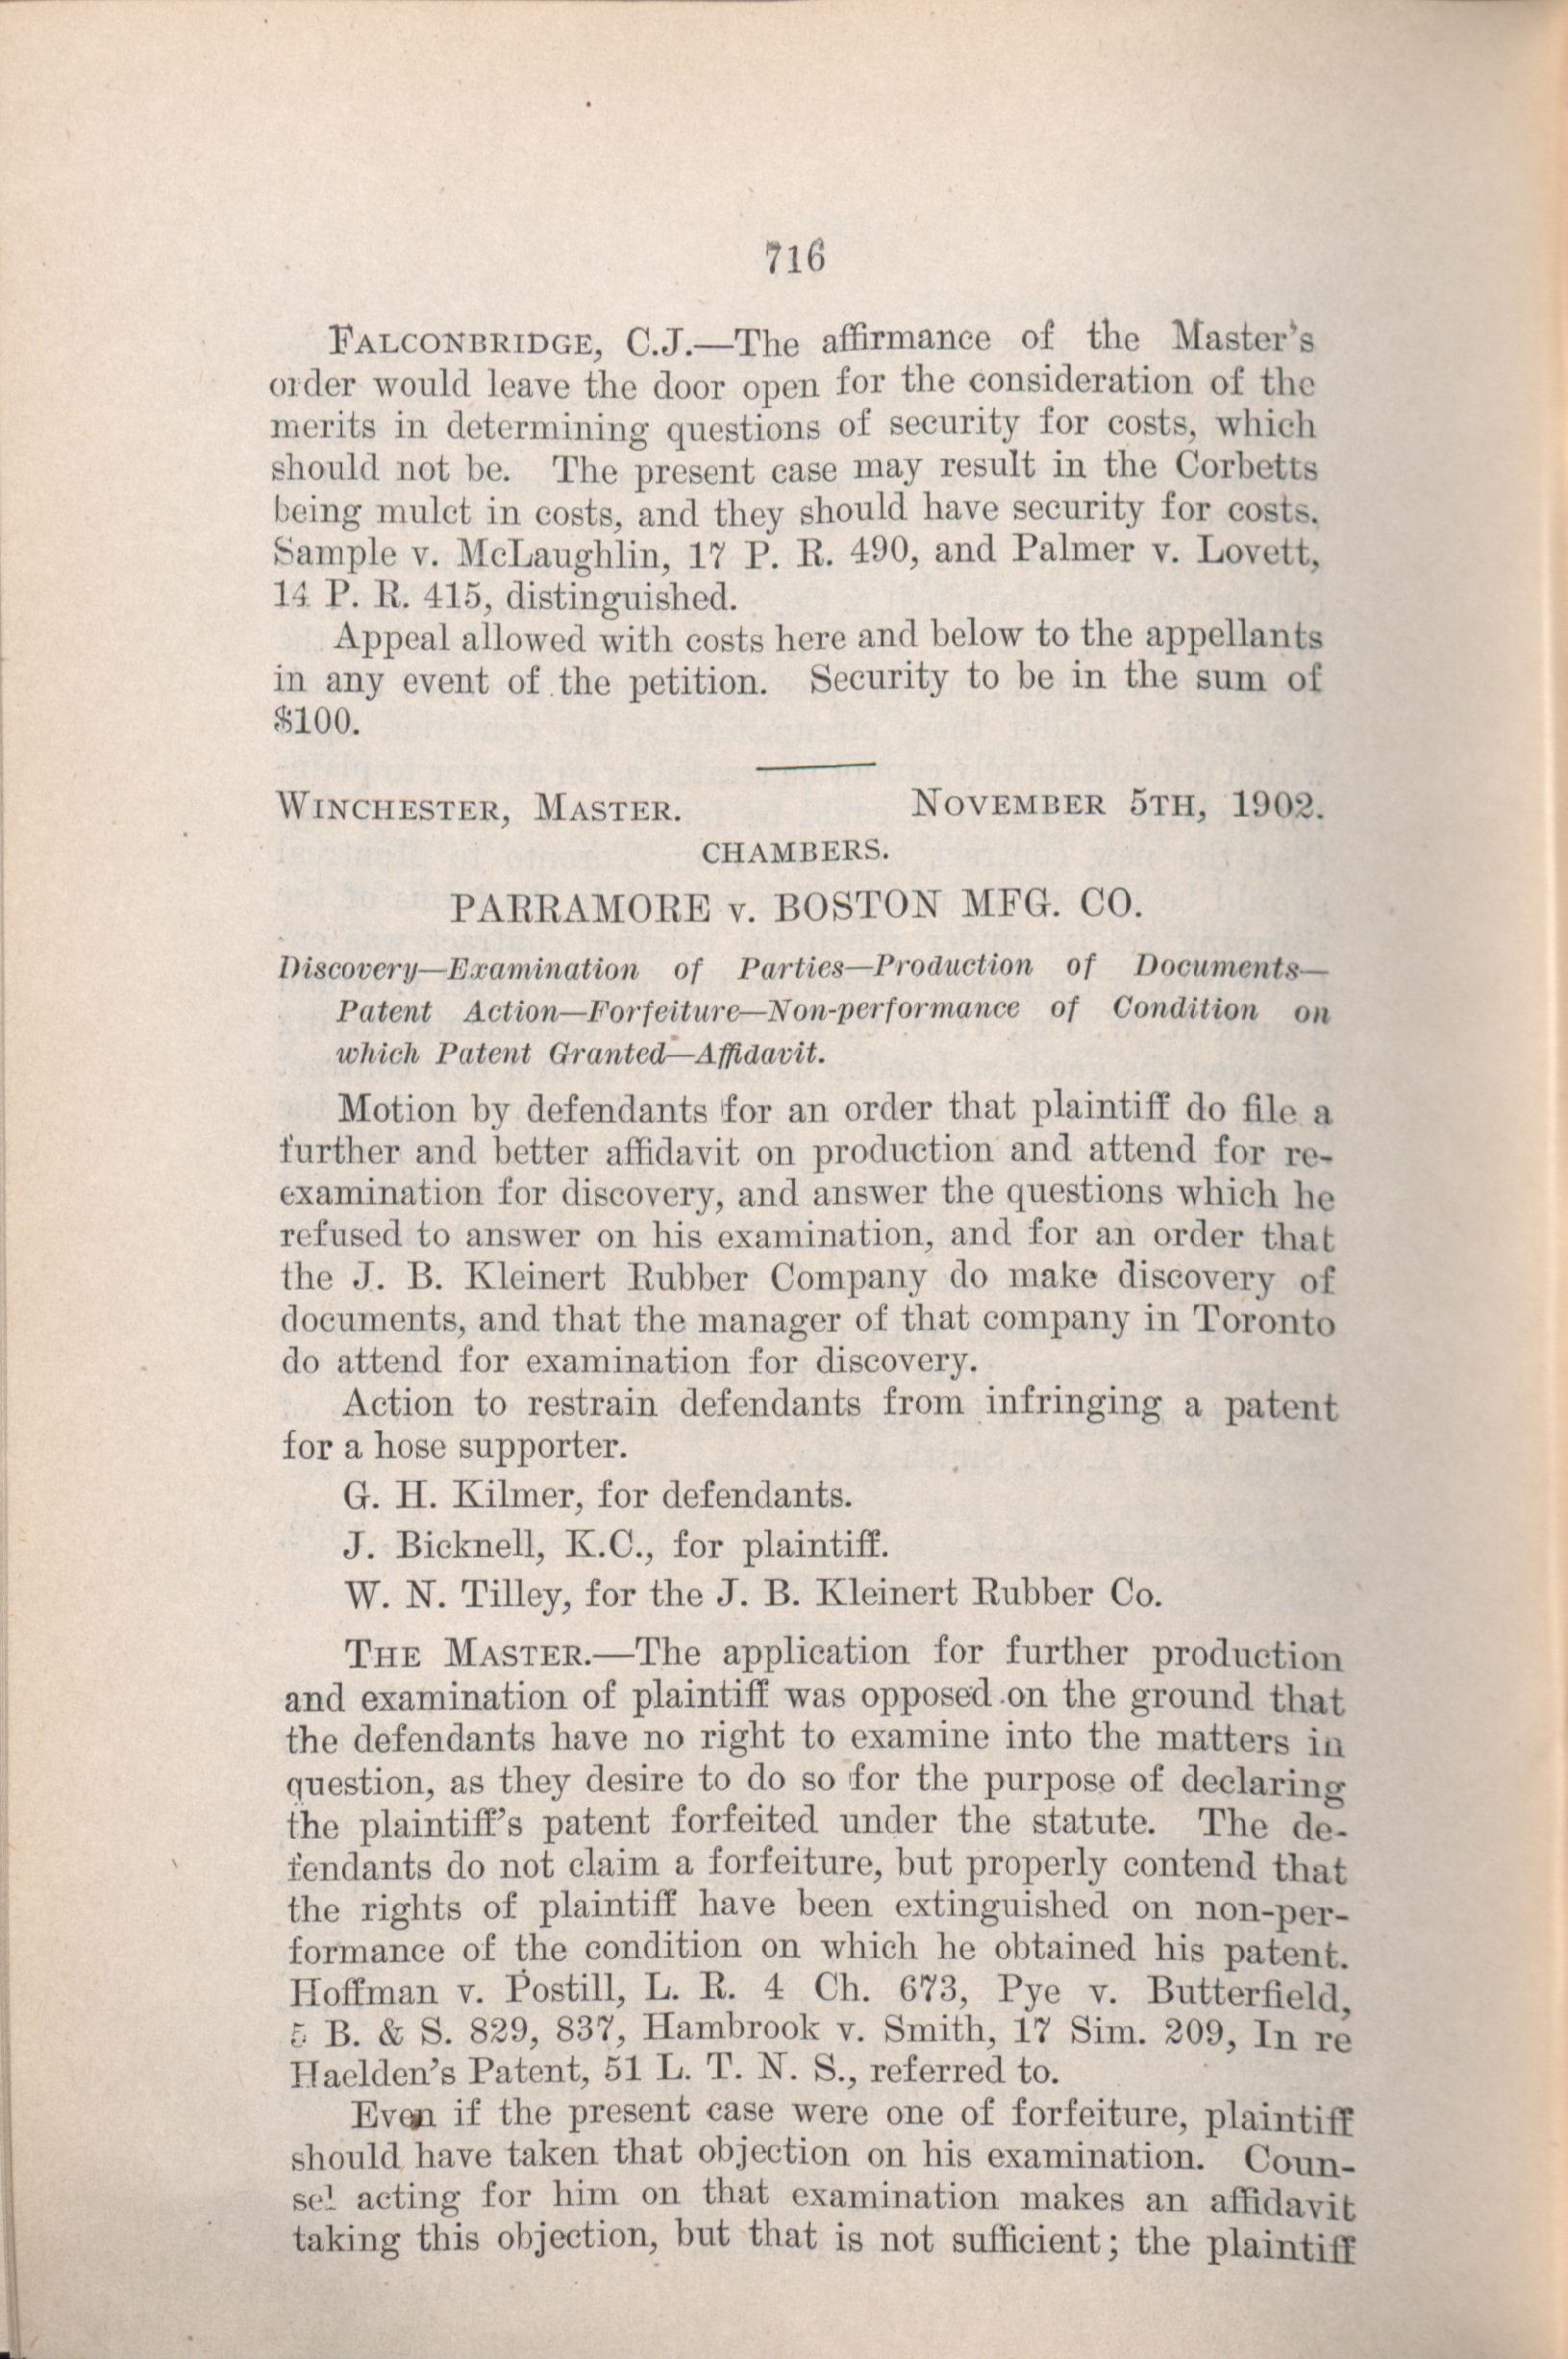 716
FALCONBRIDGE, C.J.—The affirmance of the Master's
order would leave the door open for the consideration of the
merits in determining questions of security for costs, which
should not be. The present case may result in the Corbetts
being mulct in costs, and they should have security for costs.
Sample v. McLaughlin, 17 P. R. 490, and Palmer v. Lovett,
14 P. R. 415, distinguished.
Appeal allowed with costs here and below to the appellants
in any event of the petition. Security to be in the sum of
$100.
WINCHESTER, MASTER. NOVEMBER 5TH, 1902.
CHAMBERS.
PARRAMORE v. BOSTON MFG. CO.
Discovery—Examination of Parties—Production of Documents—
Patent Action—Forfeiture—Non-performance of Condition on
which Patent Granted—Affidavit.
Motion by defendants for an order that plaintiff do file a
further and better affidavit on production and attend for re-
examination for discovery, and answer the questions which he
refused to answer on his examination, and for an order that
the J. B. Kleinert Rubber Company do make discovery of
documents, and that the manager of that company in Toronto
do attend for examination for discovery.
Action to restrain defendants from infringing a patent
for a hose supporter.
G. H. Kilmer, for defendants.
J. Bicknell, K.C., for plaintiff.
W. N. Tilley, for the J. B. Kleinert Rubber Co.
THE MASTER.—The application for further production
and examination of plaintiff was opposed on the ground that
the defendants have no right to examine into the matters in
question, as they desire to do so for the purpose of declaring
the plaintiff's patent forfeited under the statute. The de-
fendants do not claim a forfeiture, but properly contend that
the rights of plaintiff have been extinguished on non-per-
formance of the condition on which he obtained his patent.
Hoffman v. Postill, L. R. 4 Ch. 673, Pye v. Butterfield,
5 B. & S. 829, 837, Hambrook v. Smith, 17 Sim. 209, In re
Haelden's Patent, 51 L. T. N. S., referred to.
Even if the present case were one of forfeiture, plaintiff
should have taken that objection on his examination. Coun-
sel acting for him on that examination makes an affidavit
taking this objection, but that is not sufficient; the plaintiff